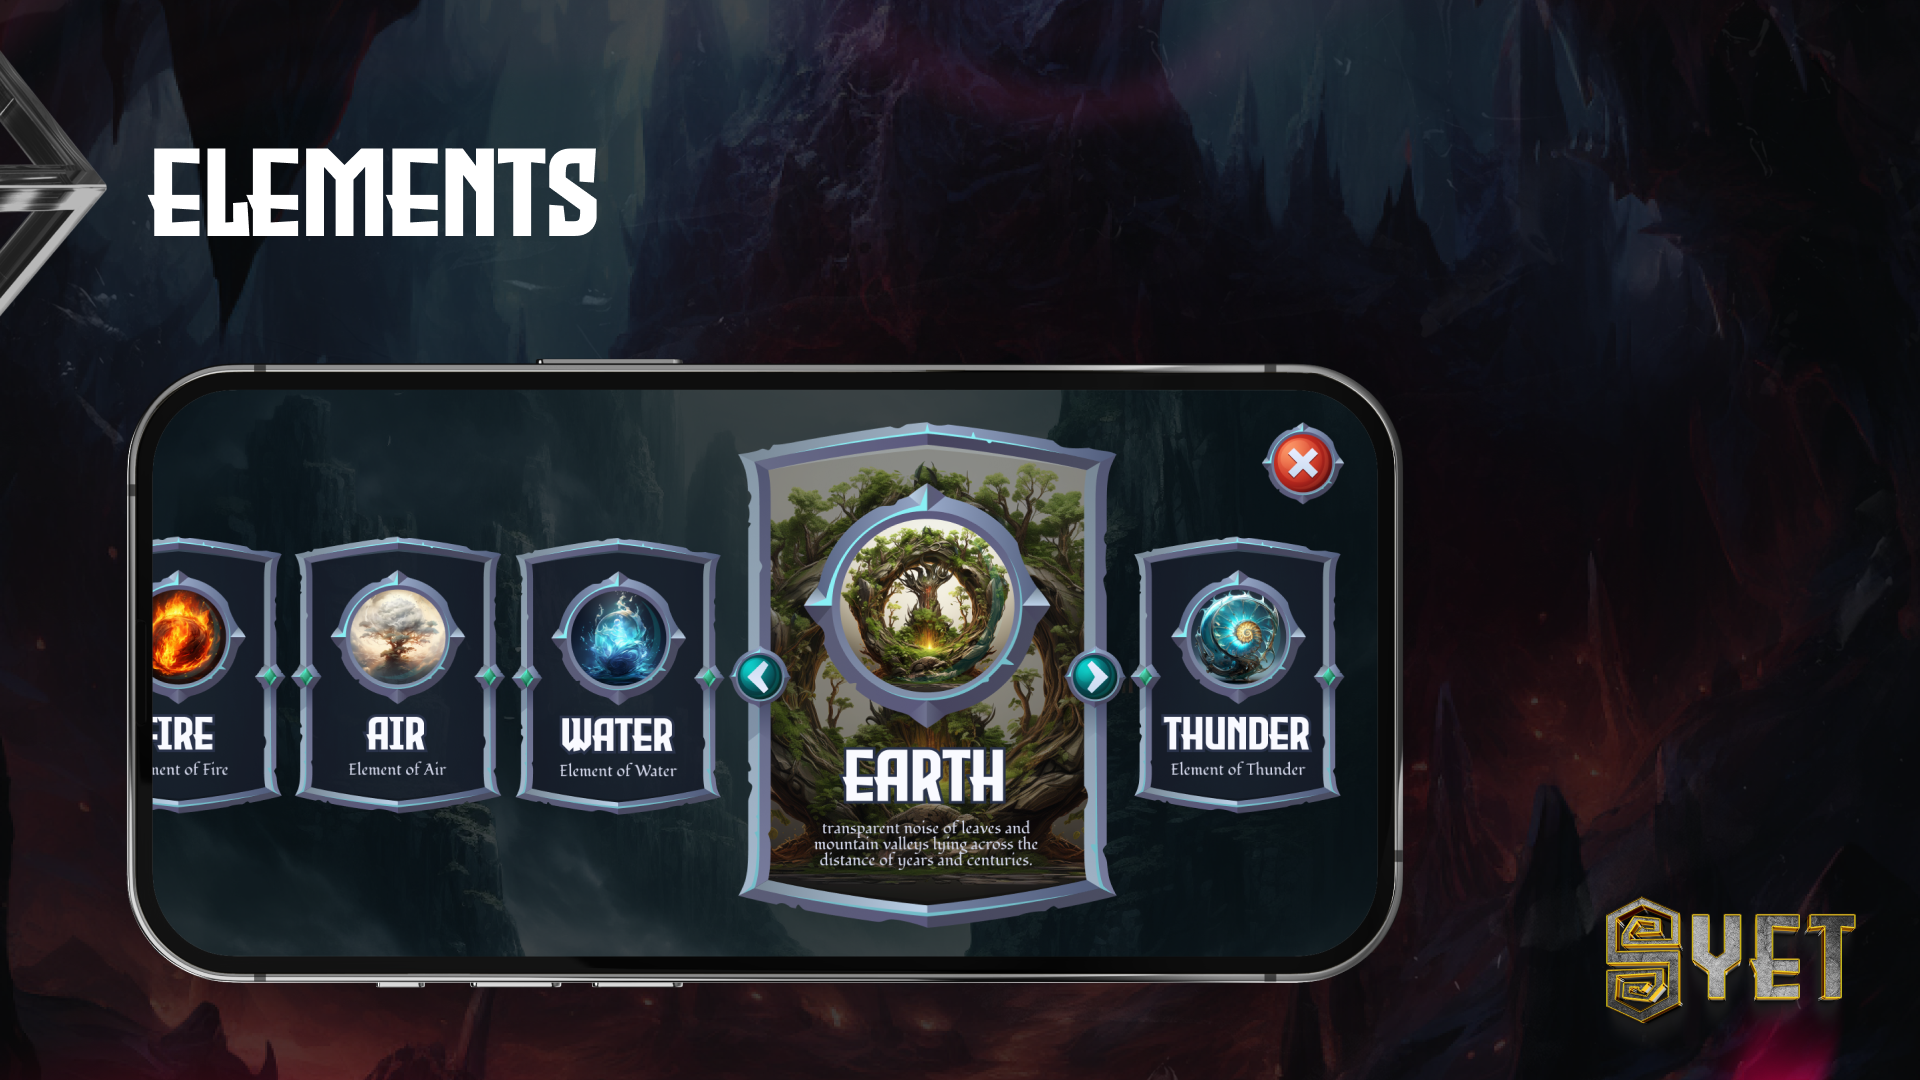 ELEMENTS
FIRE
ment of Fire
AIR
Element of Air
WATER
Element of Water
EARTH
transparent noise of leaves and
mountain valleys lying across the
distance of years and centuries.
THUNDER
Element of Thunder
SYET